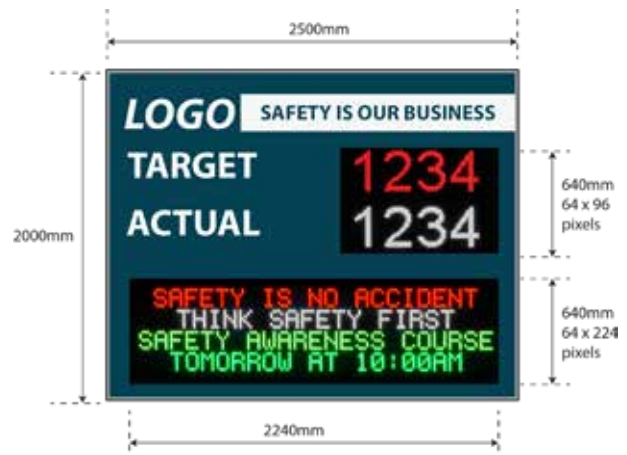 2500mm
LOGO SAFETY IS OUR BUSINESS
TARGET 1234
640mm
64 x 96
pixels
ACTUAL 1234
2000mm
SAFETY IS NO ACCIDENT
THINK SAFETY FIRST
SAFETY AWARENESS COURSE
TOMORROW AT 10:00AM
640mm
64 x 224
pixels
2240mm